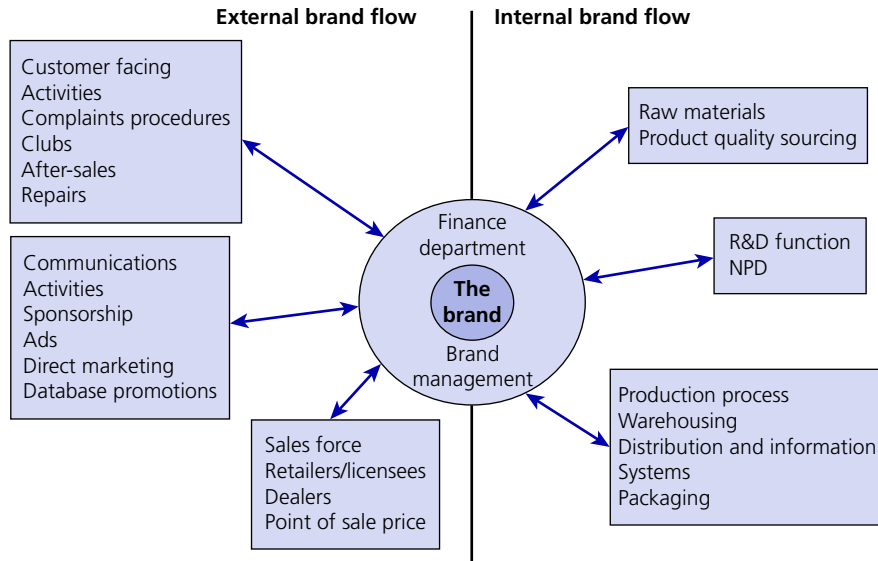 External brand flow
Internal brand flow
Customer facing
Activities
Complaints procedures
Clubs
After-sales
Repairs
Communications
Activities
Sponsorship
Ads
Direct marketing
Database promotions
Sales force
Retailers/licensees
Dealers
Point of sale price
Finance
department
The
brand
Brand
management
Raw materials
Product quality sourcing
R&D function
NPD
Production process
Warehousing
Distribution and information
Systems
Packaging